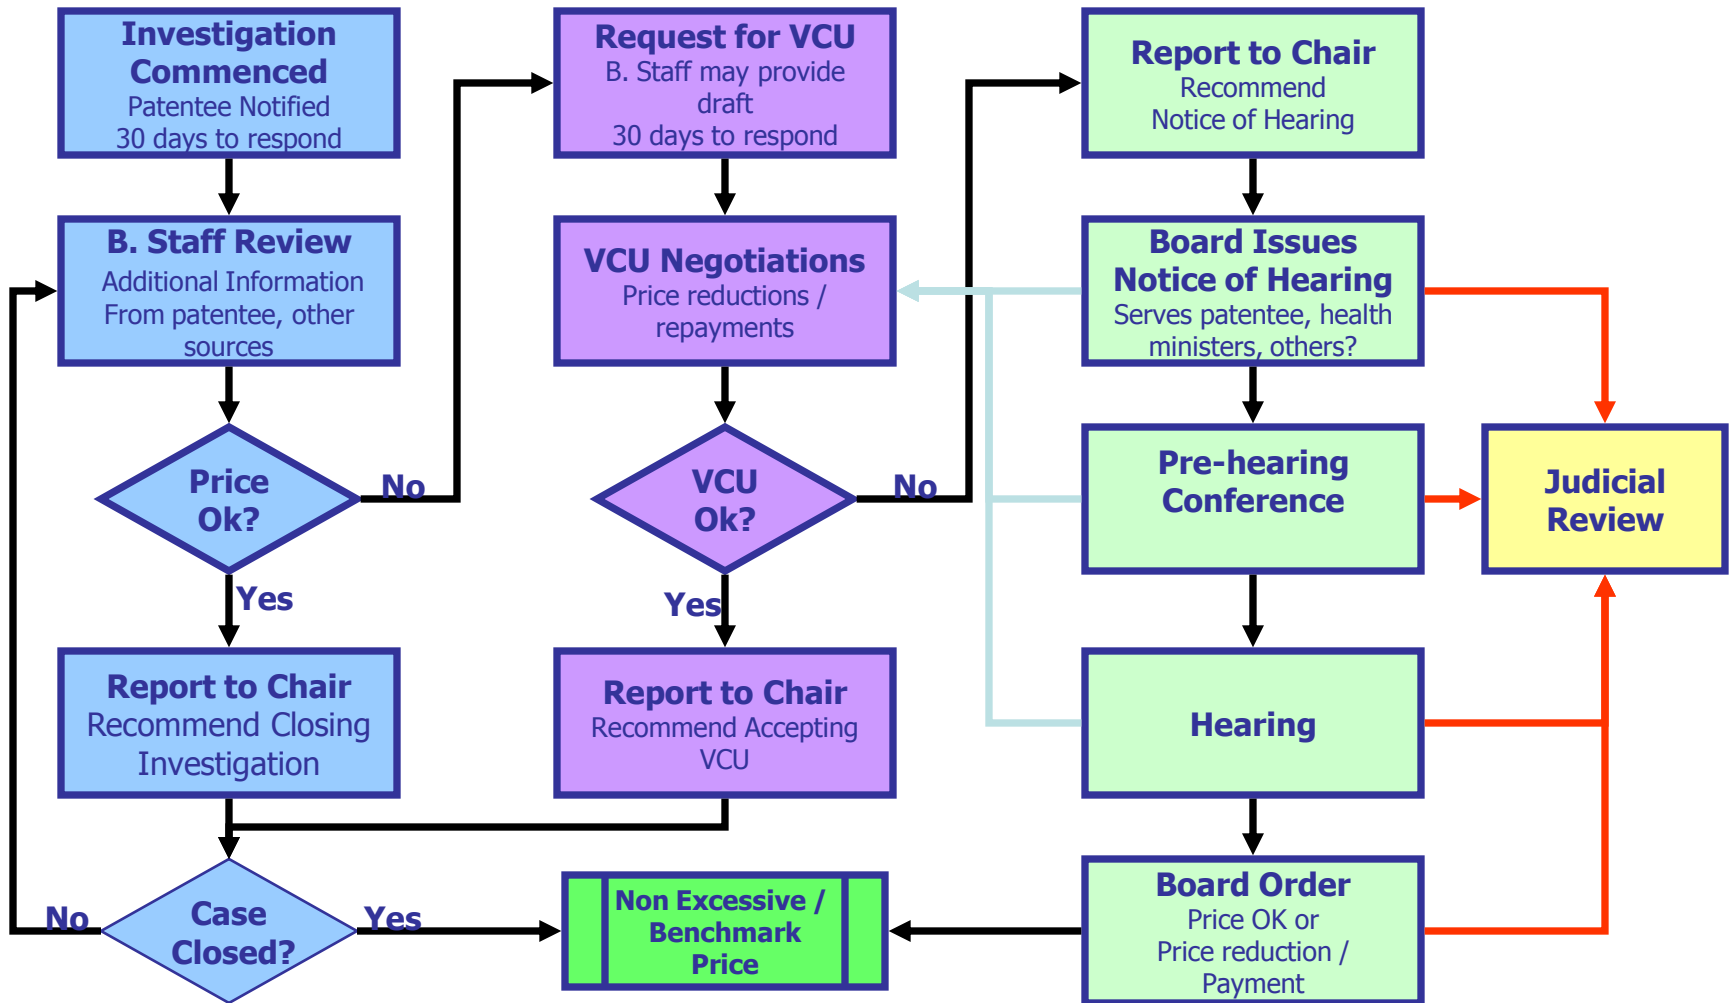 Investigation
Commenced
Patentee Notified
30 days to respond
B. Staff Review
Additional Information
From patentee, other
sources
Price
Ok?
No
Yes
Report to Chair
Recommend Closing
Investigation
Case
Closed?
No
Yes
Request for VCU
B. Staff may provide
draft
30 days to respond
VCU Negotiations
Price reductions /
repayments
VCU
Ok?
No
Yes
Report to Chair
Recommend Accepting
VCU
Non Excessive /
Benchmark
Price
Report to Chair
Recommend
Notice of Hearing
Board Issues
Notice of Hearing
Serves patentee, health
ministers, others?
Pre-hearing
Conference
Hearing
Board Order
Price OK or
Price reduction /
Payment
Judicial
Review